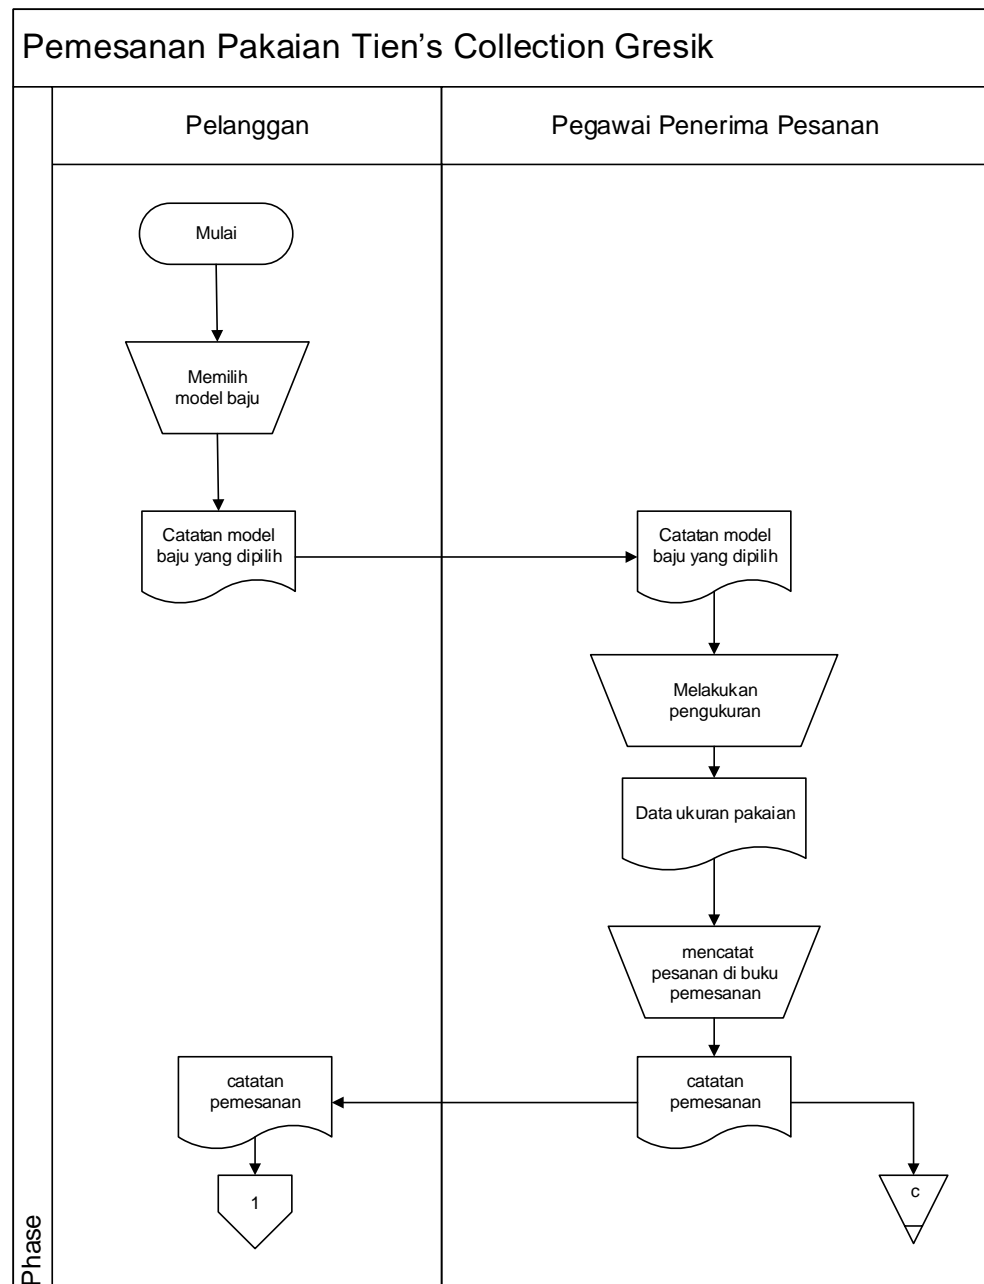 Pemesanan Pakaian Tien's Collection Gresik
Pelanggan
Pegawai Penerima Pesanan
Mulai
Memilih
model baju
Catatan model
baju yang dipilih
Catatan model
baju yang dipilih
Melakukan
pengukuran
Data ukuran pakaian
mencatat
pesanan di buku
pemesanan
catatan
pemesanan
catatan
pemesanan
1
c
Phase